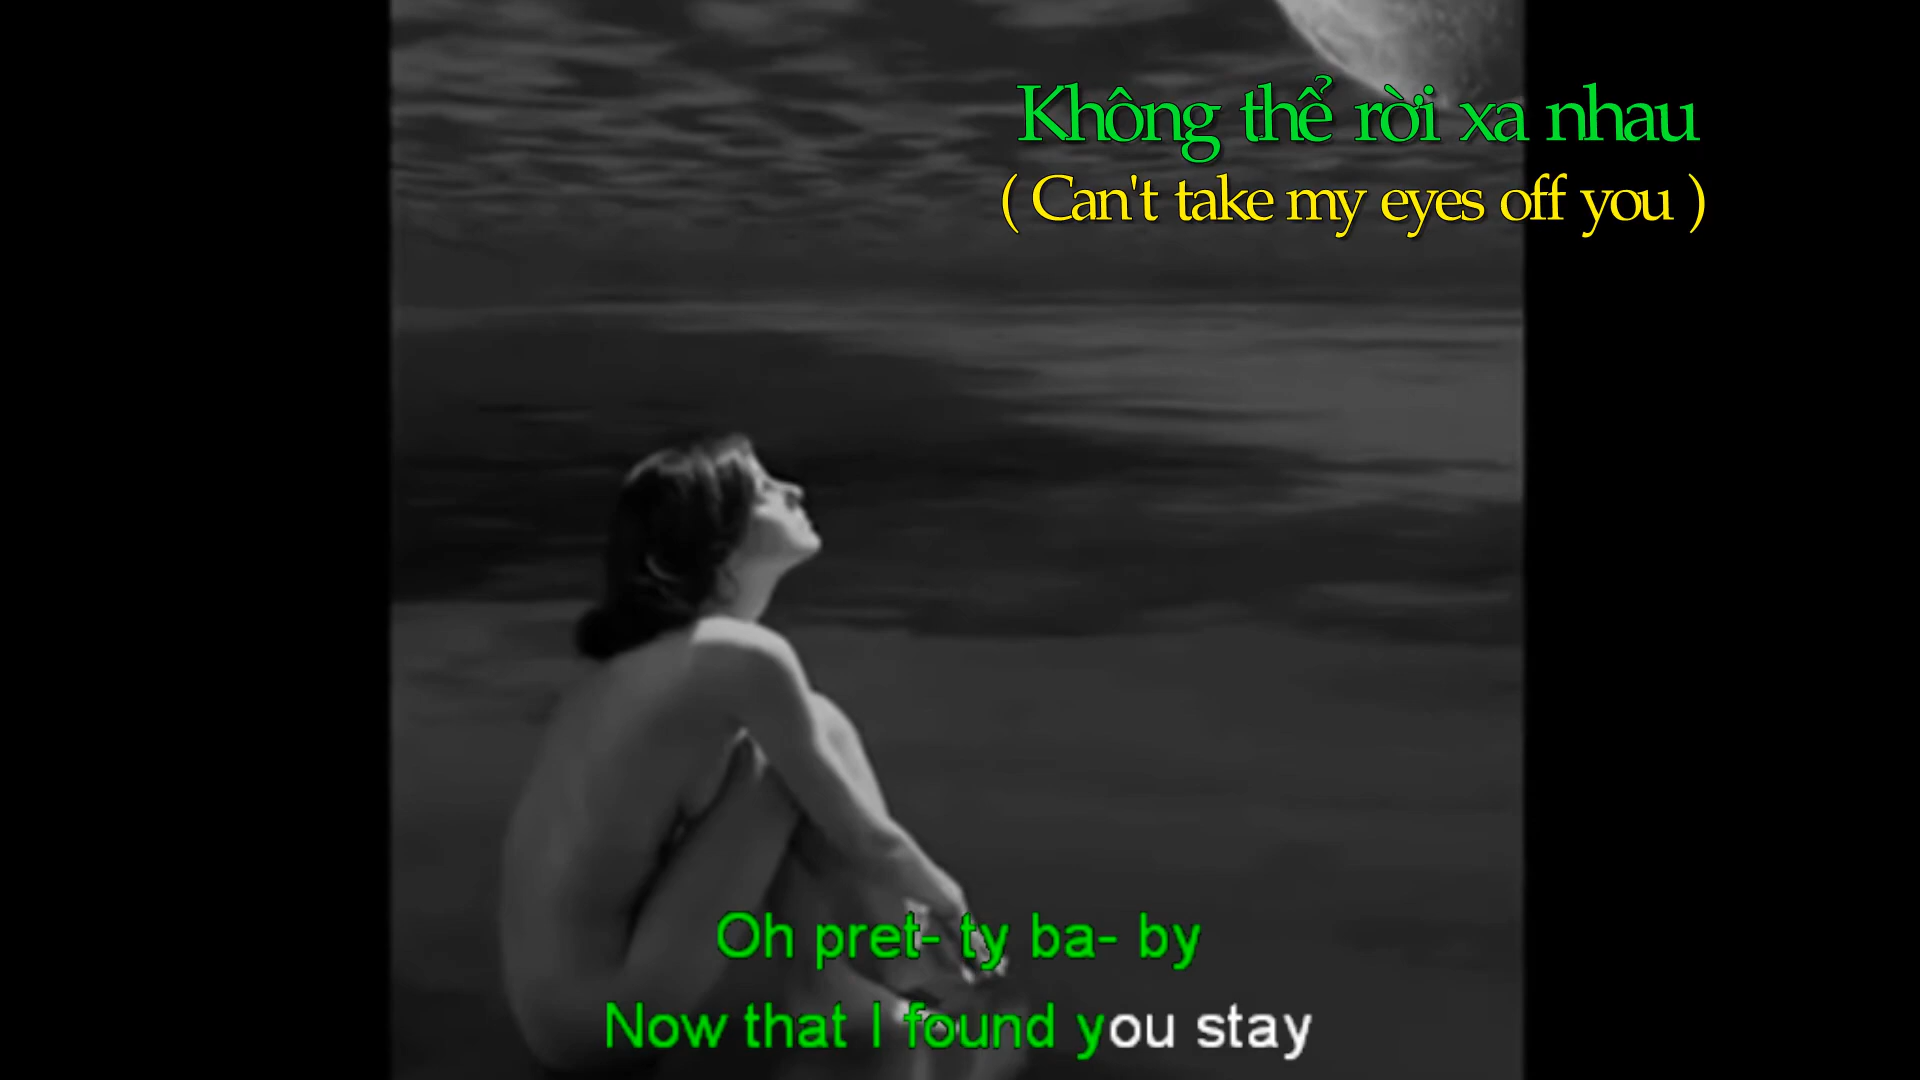 Không thể rời xa nhau
( Can't take my eyes off you )
Oh pret- ty ba- by
Now that I found you stay